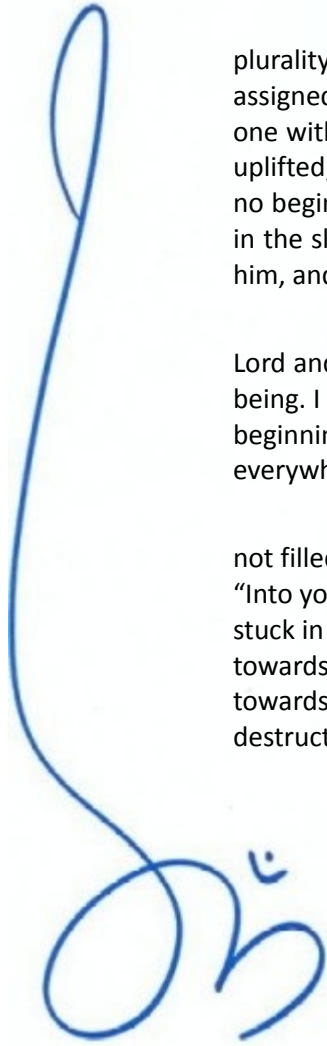 plurality
assigned
one with
uplifted,
no begin
in the sl
him, and
Lord and
being. I
beginnin
everywh
not filled
"Into yo
stuck in
towards
towards
destruct